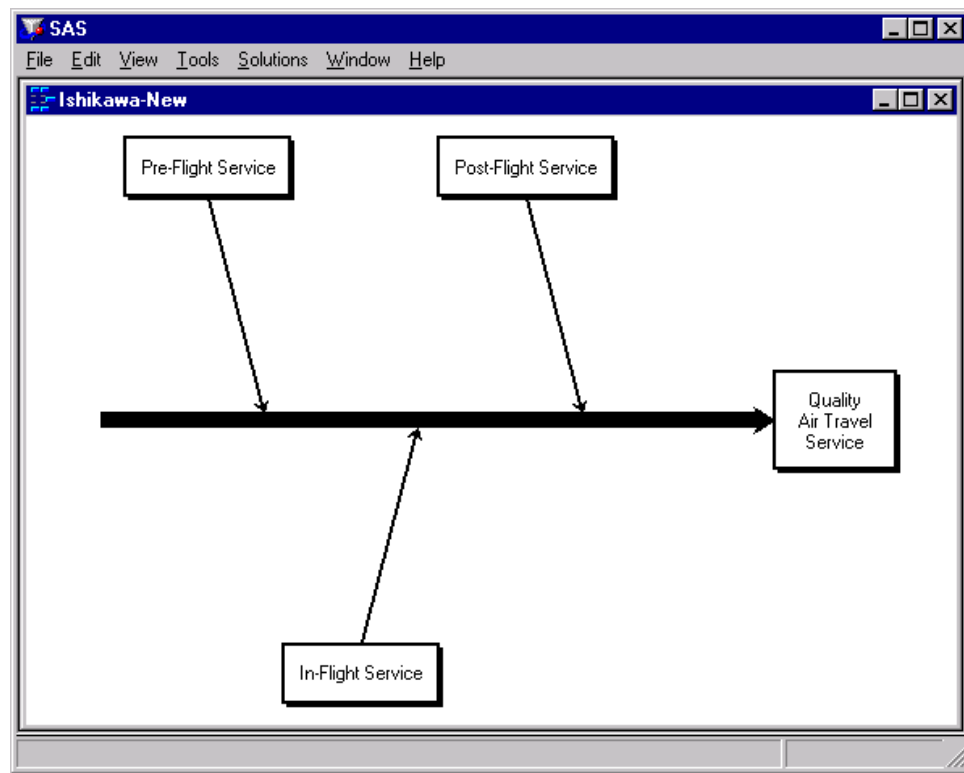 SAS
File Edit View Tools Solutions Window Help
Ishikawa-New
Pre-Flight Service
Post-Flight Service
Quality
Air Travel
Service
In-Flight Service